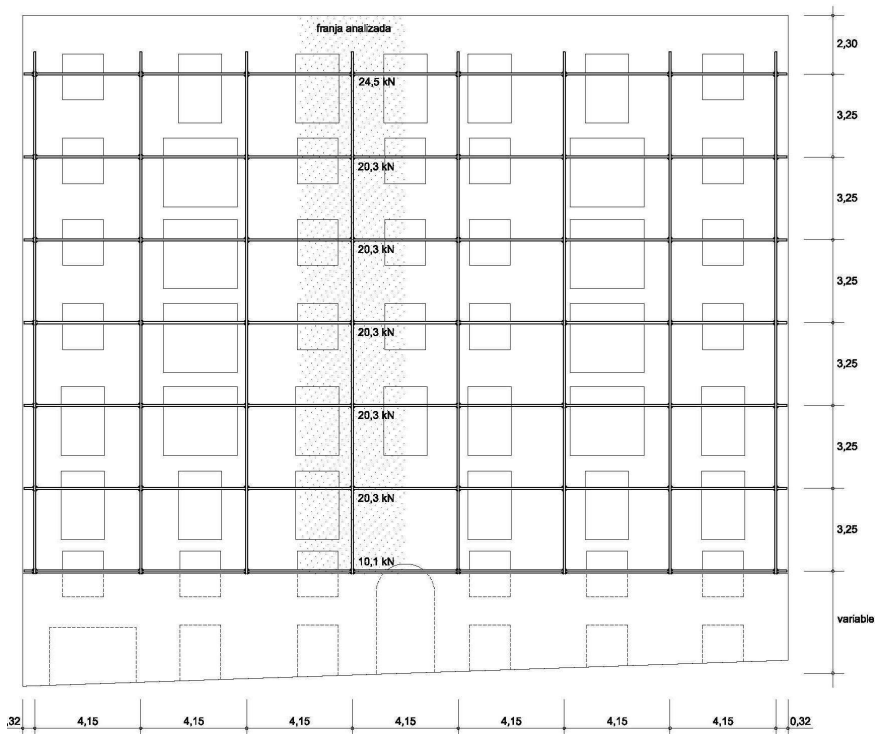 franja analizada
2,30
24,5 kN
3,25
20,3 kN
3,25
20,3 kN
3,25
20,3 kN
3,25
20,3 kN
3,25
20,3 kN
3,25
10,1 kN
variable
,32 4,15 4,15 4,15 4,15 4,15 4,15 4,15 0,32